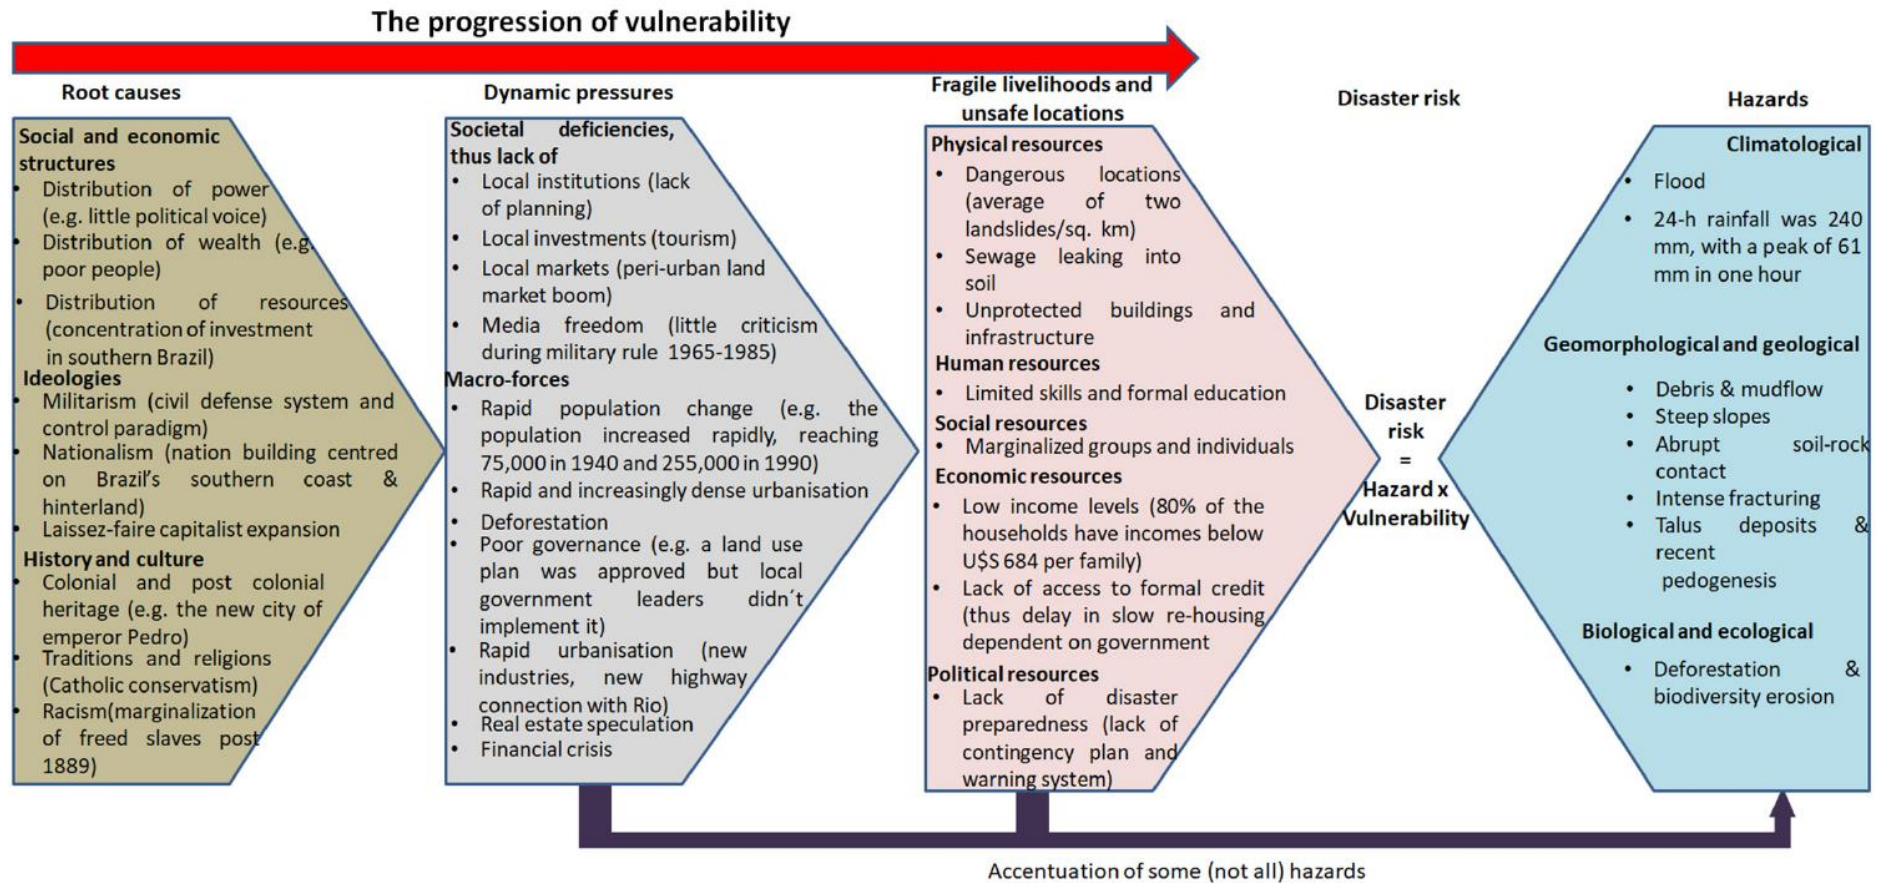 The progression of vulnerability
Root causes
Social and economic
structures
• Distribution of power
(e.g. little political voice)
• Distribution of wealth (e.g.
poor people)
• Distribution of resources
(concentration of investment
in southern Brazil)
Ideologies
• Militarism (civil defense system and
control paradigm)
• Nationalism (nation building centred
on Brazil's southern coast &
hinterland)
• Laissez-faire capitalist expansion
History and culture
• Colonial and post colonial
heritage (e.g. the new city of
emperor Pedro)
• Traditions and religions
(Catholic conservatism)
• Racism(marginalization
of freed slaves post
1889)
Dynamic pressures
Societal deficiencies,
thus lack of
• Local institutions (lack
of planning)
• Local investments (tourism)
• Local markets (peri-urban land
market boom)
• Media freedom (little criticism
during military rule 1965-1985)
Macro-forces
• Rapid population change (e.g. the
population increased rapidly, reaching
75,000 in 1940 and 255,000 in 1990)
• Rapid and increasingly dense urbanisation
• Deforestation
• Poor governance (e.g. a land use
plan was approved but local
government leaders didn´t
implement it)
• Rapid urbanisation (new
industries, new highway
connection with Rio)
• Real estate speculation
• Financial crisis
Fragile livelihoods and
unsafe locations
Physical resources
• Dangerous locations
(average of two
landslides/sq. km)
• Sewage leaking into
soil
• Unprotected buildings and
infrastructure
Human resources
• Limited skills and formal education
Social resources
• Marginalized groups and individuals
Economic resources
• Low income levels (80% of the
households have incomes below
U$S 684 per family)
• Lack of access to formal credit
(thus delay in slow re-housing
dependent on government
Political resources
• Lack of disaster
preparedness (lack of
contingency plan and
warning system)
Disaster risk
Disaster
risk
=
Hazard x
Vulnerability
Hazards
Climatological
• Flood
• 24-h rainfall was 240
mm, with a peak of 61
mm in one hour
Geomorphological and geological
• Debris & mudflow
• Steep slopes
• Abrupt soil-rock
contact
• Intense fracturing
• Talus deposits &
recent
pedogenesis
Biological and ecological
• Deforestation &
biodiversity erosion
Accentuation of some (not all) hazards